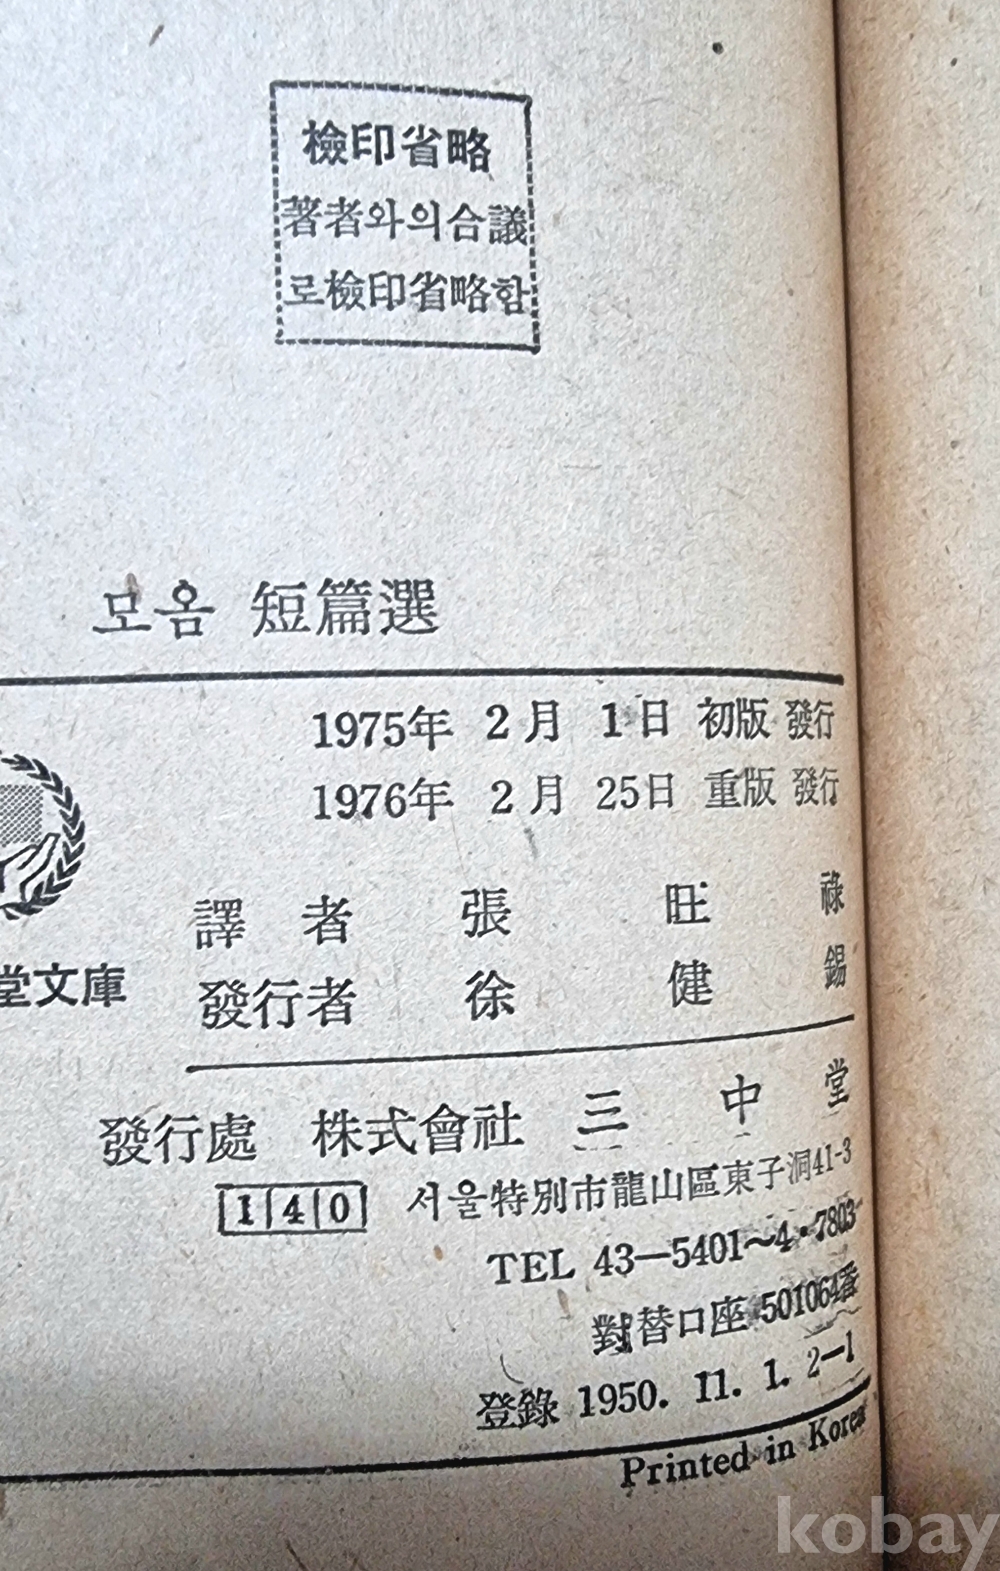 檢印省略
著者와의合議
로檢印省略함
모옴 短篇選
1975年 2月 1日 初版 發行
1976年 2月 25日 重版 發行
譯者 張旺祿
發行者 徐健錫
堂文庫
發行處 株式會社 三中堂
140 서울特別市龍山區東子洞41-3
TEL 43—5401~4·7803
對替口座 501064番
登錄 1950. 11. 1. 2—1
Printed in Korea
kobay